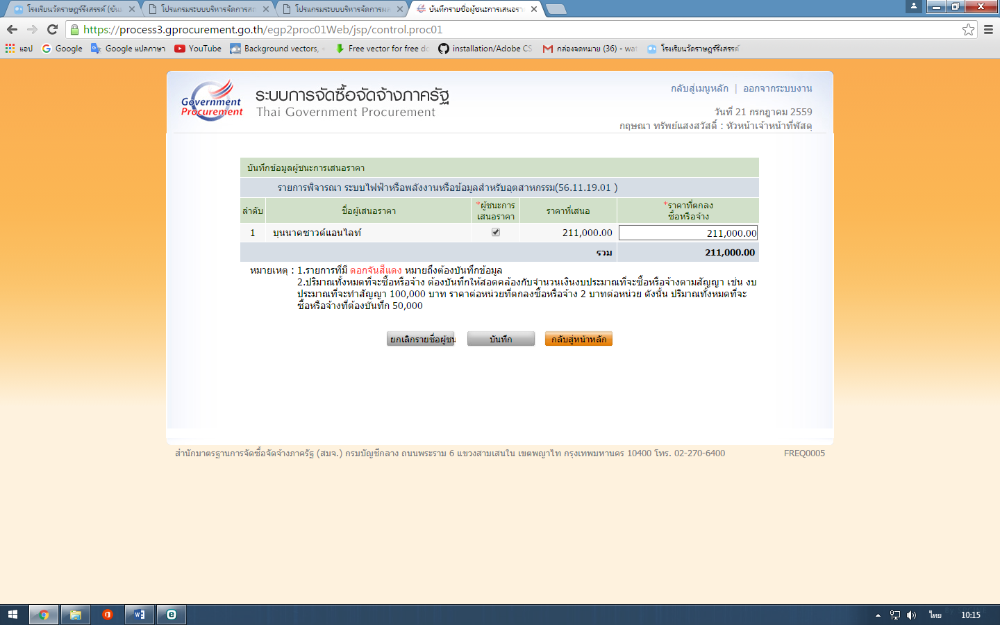 โรงเรียนวัดราษฎร์รังสรรค์ (ชั้น
โปรแกรมระบบบริหารจัดการสถ
โปรแกรมระบบบริหารจัดการผล
บันทึกรายชื่อผู้ชนะการเสนอรา
https://process3.gprocurement.go.th/egp2proc01Web/jsp/control.proc01
แอป Google Google แปลภาษา YouTube Background vectors, - Free vector for free do installation/Adobe CS กล่องจดหมาย (36) - wat โรงเรียนวัดราษฎร์รังสรรค์
Government
Procurement
ระบบการจัดซื้อจัดจ้างภาครัฐ
Thai Government Procurement
กลับสู่เมนูหลัก | ออกจากระบบงาน
วันที่ 21 กรกฎาคม 2559
กฤษณา ทรัพย์แสงสวัสดิ์ : หัวหน้าเจ้าหน้าที่พัสดุ
บันทึกข้อมูลผู้ชนะการเสนอราคา
รายการพิจารณา ระบบไฟฟ้าหรือพลังงานหรือข้อมูลสำหรับอุตสาหกรรม(56.11.19.01 )
ลำดับ ชื่อผู้เสนอราคา *ผู้ชนะการเสนอราคา ราคาที่เสนอ *ราคาที่ตกลงซื้อหรือจ้าง
1 บุนนาคซาวด์แอนไลท์ 211,000.00 211,000.00
รวม 211,000.00
หมายเหตุ : 1.รายการที่มี ดอกจันสีแดง หมายถึงต้องบันทึกข้อมูล
2.ปริมาณทั้งหมดที่จะซื้อหรือจ้าง ต้องบันทึกให้สอดคล้องกับจำนวนเงินงบประมาณที่จะซื้อหรือจ้างตามสัญญา เช่น งบ
ประมาณที่จะทำสัญญา 100,000 บาท ราคาต่อหน่วยที่ตกลงซื้อหรือจ้าง 2 บาทต่อหน่วย ดังนั้น ปริมาณทั้งหมดที่จะ
ซื้อหรือจ้างที่ต้องบันทึก 50,000
ยกเลิกรายชื่อผู้ชน บันทึก กลับสู่หน้าหลัก
สำนักมาตรฐานการจัดซื้อจัดจ้างภาครัฐ (สมจ.) กรมบัญชีกลาง ถนนพระราม 6 แขวงสามเสนใน เขตพญาไท กรุงเทพมหานคร 10400 โทร. 02-270-6400 FREQ0005
ไทย 10:15